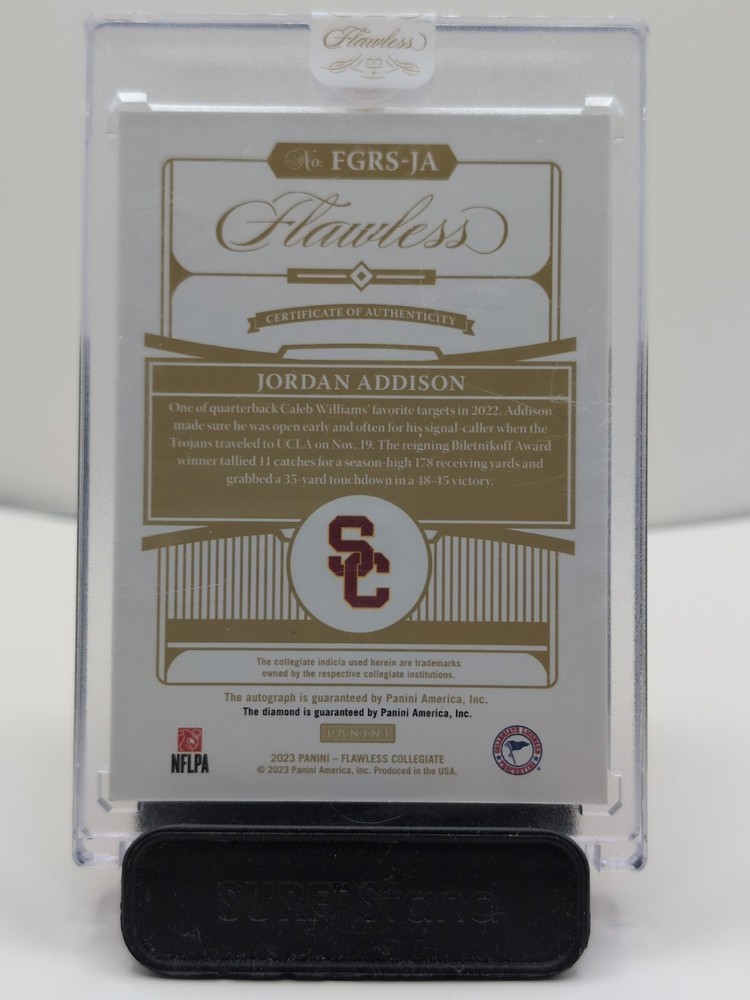 Flawless
No. FGRS-JA
Flawless
CERTIFICATE OF AUTHENTICITY
JORDAN ADDISON
One of quarterback Caleb Williams' favorite targets in 2022, Addison
made sure he was open early and often for his signal-caller when the
Trojans traveled to UCLA on Nov. 19. The reigning Biletnikoff Award
winner tallied 11 catches for a season-high 178 receiving yards and
grabbed a 35-yard touchdown in a 48-45 victory.
SC
The collegiate indicia used herein are trademarks
owned by the respective collegiate institutions.
The autograph is guaranteed by Panini America, Inc.
The diamond is guaranteed by Panini America, Inc.
PANINI
NFLPA
2023 PANINI – FLAWLESS COLLEGIATE
© 2023 Panini America, Inc. Produced in the USA.
COLLEGIATE LICENSED
PROPERTIES
SURF Stand